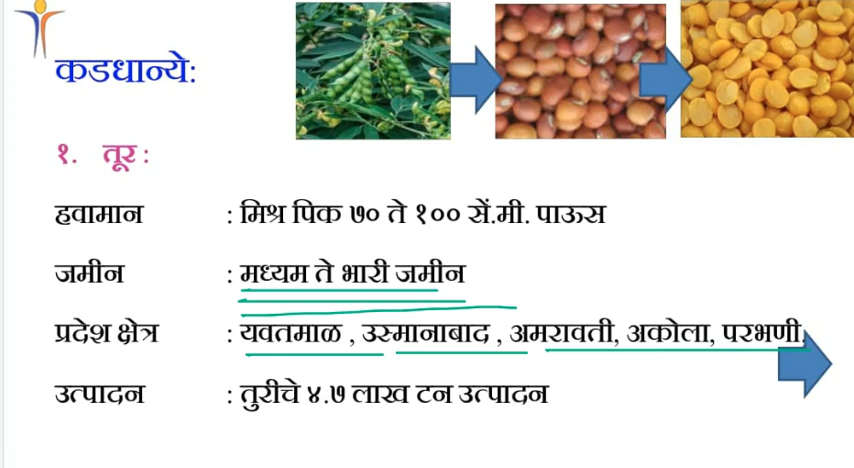 कडधान्ये:
१. तूर :
हवामान : मिश्र पिक ७० ते १०० सें.मी. पाऊस
जमीन : मध्यम ते भारी जमीन
प्रदेश क्षेत्र : यवतमाळ , उस्मानाबाद , अमरावती, अकोला, परभणी.
उत्पादन : तुरीचे ४.७ लाख टन उत्पादन